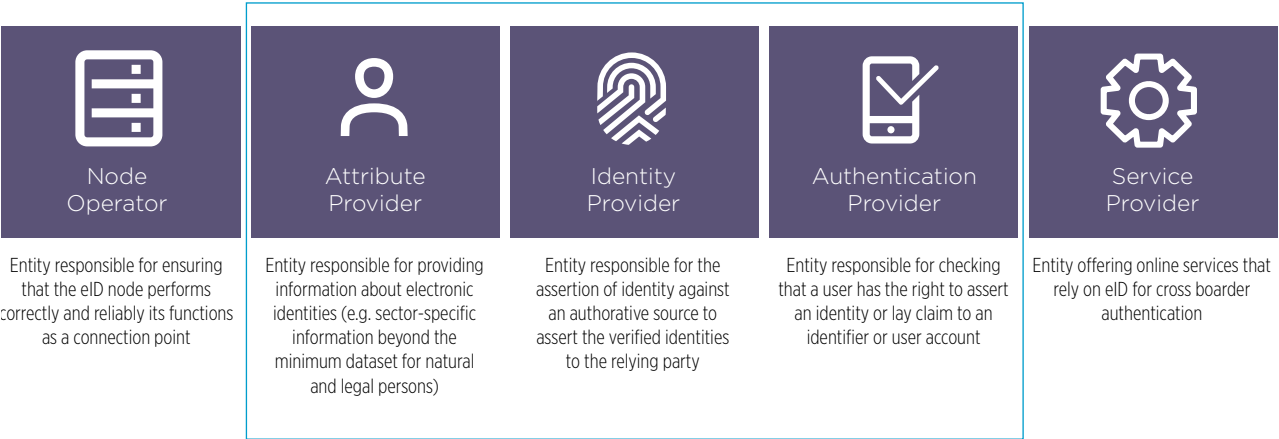 Node
Operator
Attribute
Provider
Identity
Provider
Authentication
Provider
Service
Provider
Entity responsible for ensuring
that the eID node performs
correctly and reliably its functions
as a connection point
Entity responsible for providing
information about electronic
identities (e.g. sector-specific
information beyond the
minimum dataset for natural
and legal persons)
Entity responsible for the
assertion of identity against
an authorative source to
assert the verified identities
to the relying party
Entity responsible for checking
that a user has the right to assert
an identity or lay claim to an
identifier or user account
Entity offering online services that
rely on eID for cross boarder
authentication